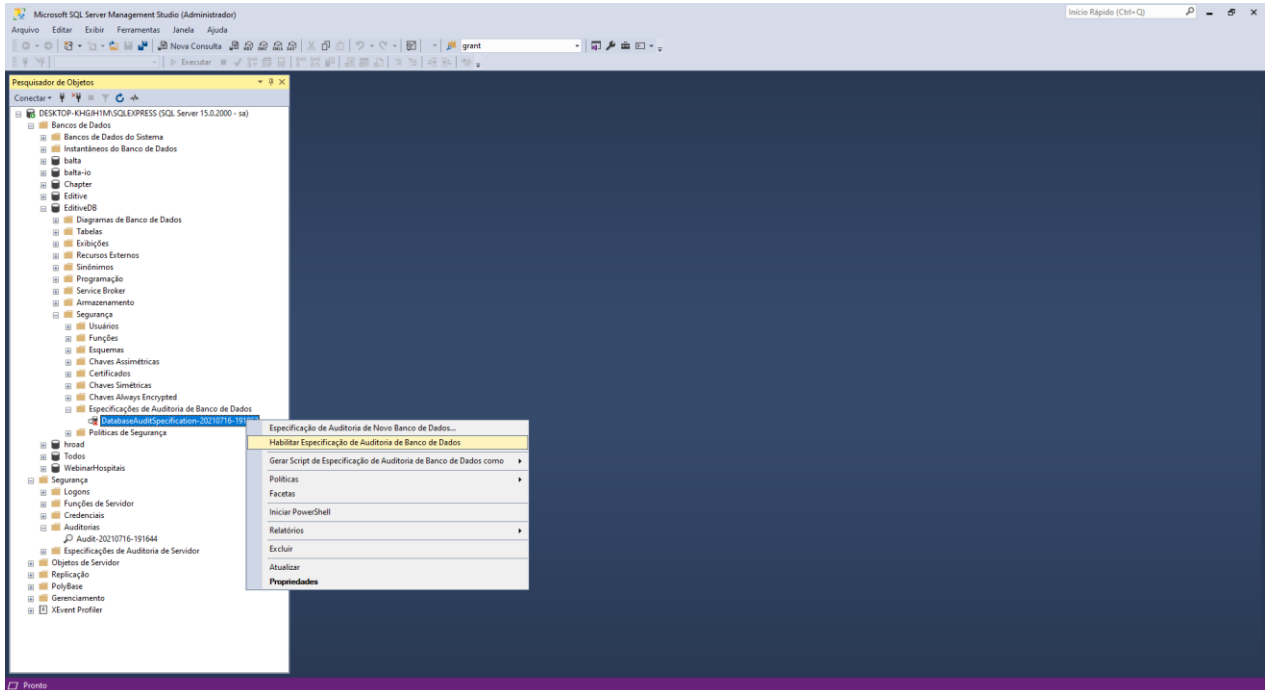 Microsoft SQL Server Management Studio (Administrador)
Início Rápido (Ctrl+Q)
Arquivo Editar Exibir Ferramentas Janela Ajuda
Nova Consulta
grant
Executar
Pesquisador de Objetos
Conectar
DESKTOP-KHGJH1M\SQLEXPRESS (SQL Server 15.0.2000 - sa)
Bancos de Dados
Bancos de Dados do Sistema
Instantâneos do Banco de Dados
balta
balta-io
Chapter
Editive
EditiveDB
Diagramas de Banco de Dados
Tabelas
Exibições
Recursos Externos
Sinônimos
Programação
Service Broker
Armazenamento
Segurança
Usuários
Funções
Esquemas
Chaves Assimétricas
Certificados
Chaves Simétricas
Chaves Always Encrypted
Especificações de Auditoria de Banco de Dados
Políticas de Segurança
hroad
Todos
WebinarHospitais
Segurança
Logons
Funções de Servidor
Credenciais
Auditorias
Audit-20210716-191644
Especificações de Auditoria de Servidor
Objetos de Servidor
Replicação
PolyBase
Gerenciamento
XEvent Profiler
Especificação de Auditoria de Novo Banco de Dados...
Habilitar Especificação de Auditoria de Banco de Dados
Gerar Script de Especificação de Auditoria de Banco de Dados como
Políticas
Facetas
Iniciar PowerShell
Relatórios
Excluir
Atualizar
Propriedades
Pronto